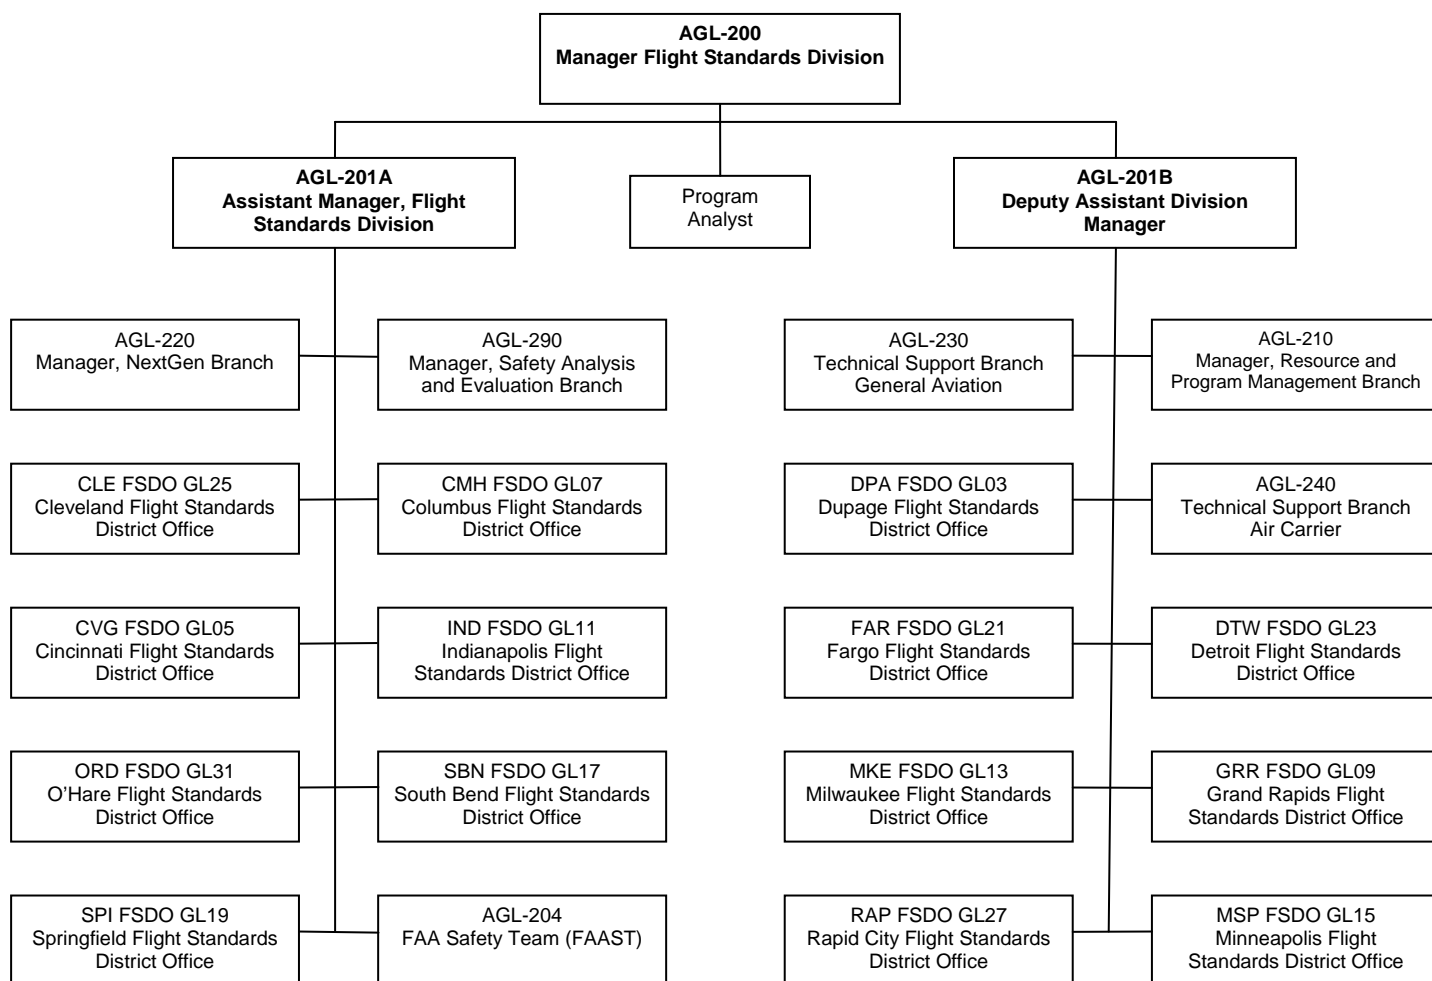 AGL-200
Manager Flight Standards Division
AGL-201A
Assistant Manager, Flight
Standards Division
Program
Analyst
AGL-201B
Deputy Assistant Division
Manager
AGL-220
Manager, NextGen Branch
AGL-290
Manager, Safety Analysis
and Evaluation Branch
AGL-230
Technical Support Branch
General Aviation
AGL-210
Manager, Resource and
Program Management Branch
CLE FSDO GL25
Cleveland Flight Standards
District Office
CMH FSDO GL07
Columbus Flight Standards
District Office
DPA FSDO GL03
Dupage Flight Standards
District Office
AGL-240
Technical Support Branch
Air Carrier
CVG FSDO GL05
Cincinnati Flight Standards
District Office
IND FSDO GL11
Indianapolis Flight
Standards District Office
FAR FSDO GL21
Fargo Flight Standards
District Office
DTW FSDO GL23
Detroit Flight Standards
District Office
ORD FSDO GL31
O’Hare Flight Standards
District Office
SBN FSDO GL17
South Bend Flight Standards
District Office
MKE FSDO GL13
Milwaukee Flight Standards
District Office
GRR FSDO GL09
Grand Rapids Flight
Standards District Office
SPI FSDO GL19
Springfield Flight Standards
District Office
AGL-204
FAA Safety Team (FAAST)
RAP FSDO GL27
Rapid City Flight Standards
District Office
MSP FSDO GL15
Minneapolis Flight
Standards District Office